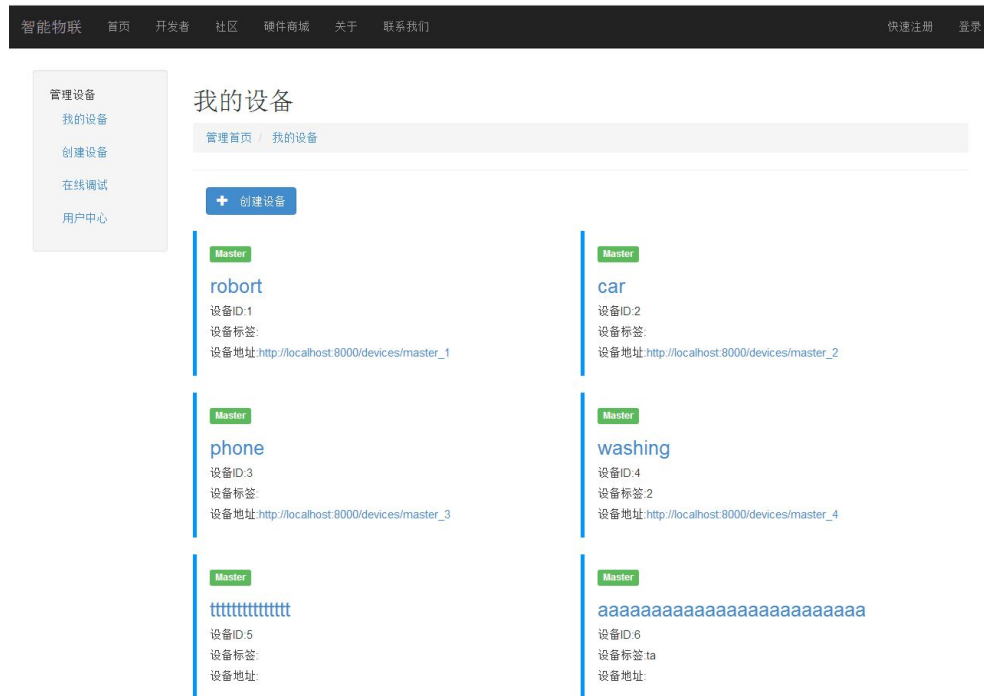 智能物联 首页 开发者 社区 硬件商城 关于 联系我们 快速注册 登录
管理设备
我的设备
创建设备
在线调试
用户中心
我的设备
管理首页 / 我的设备
+ 创建设备
Master
robort
设备ID:1
设备标签:
设备地址:http://localhost:8000/devices/master_1
Master
car
设备ID:2
设备标签:
设备地址:http://localhost:8000/devices/master_2
Master
phone
设备ID:3
设备标签:
设备地址:http://localhost:8000/devices/master_3
Master
washing
设备ID:4
设备标签:2
设备地址:http://localhost:8000/devices/master_4
Master
ttttttttttttttt
设备ID:5
设备标签:
设备地址:
Master
aaaaaaaaaaaaaaaaaaaaaaaaa
设备ID:6
设备标签:ta
设备地址: